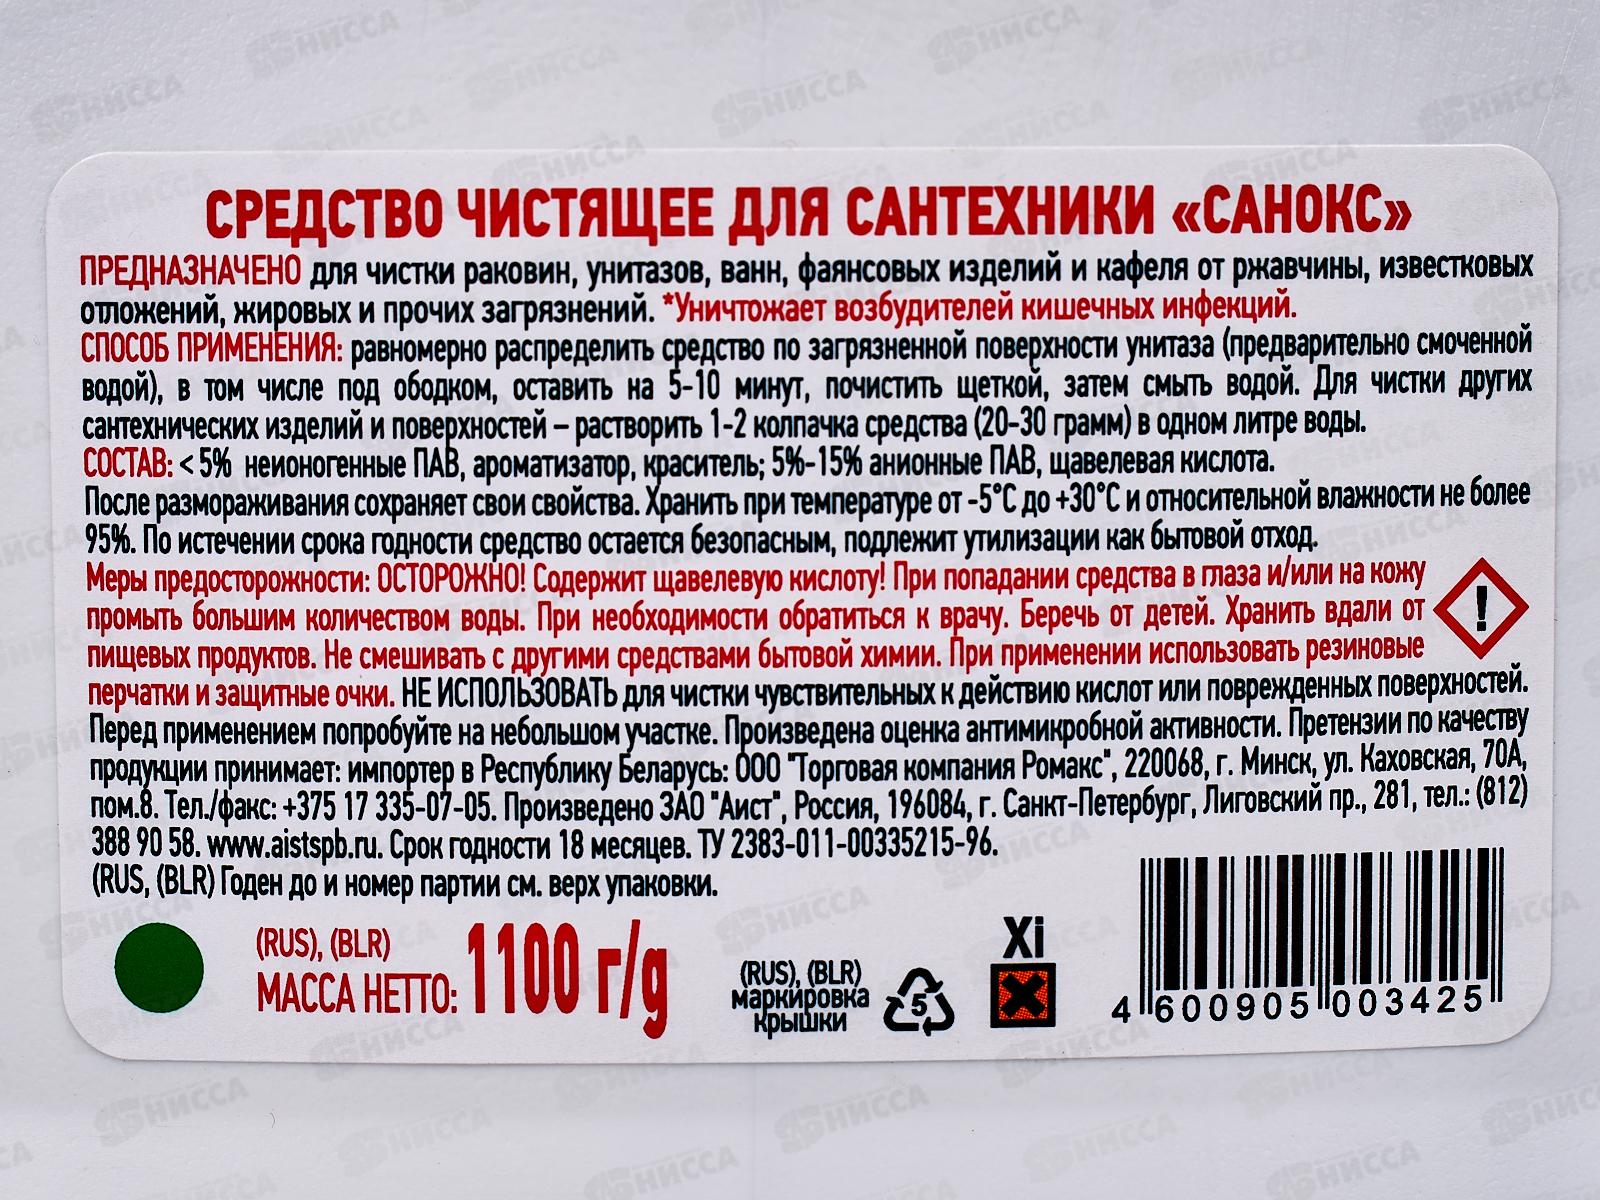 СРЕДСТВО ЧИСТЯЩЕЕ ДЛЯ САНТЕХНИКИ «САНОКС»
ПРЕДНАЗНАЧЕНО для чистки раковин, унитазов, ванн, фаянсовых изделий и кафеля от ржавчины, известковых
отложений, жировых и прочих загрязнений. *Уничтожает возбудителей кишечных инфекций.
СПОСОБ ПРИМЕНЕНИЯ: равномерно распределить средство по загрязненной поверхности унитаза (предварительно смоченной
водой), в том числе под ободком, оставить на 5-10 минут, почистить щеткой, затем смыть водой. Для чистки других
сантехнических изделий и поверхностей – растворить 1-2 колпачка средства (20-30 грамм) в одном литре воды.
СОСТАВ: < 5% неионогенные ПАВ, ароматизатор, краситель; 5%-15% анионные ПАВ, щавелевая кислота.
После размораживания сохраняет свои свойства. Хранить при температуре от -5°С до +30°С и относительной влажности не более
95%. По истечении срока годности средство остается безопасным, подлежит утилизации как бытовой отход.
Меры предосторожности: ОСТОРОЖНО! Содержит щавелевую кислоту! При попадании средства в глаза и/или на кожу
промыть большим количеством воды. При необходимости обратиться к врачу. Беречь от детей. Хранить вдали от
пищевых продуктов. Не смешивать с другими средствами бытовой химии. При применении использовать резиновые
перчатки и защитные очки. НЕ ИСПОЛЬЗОВАТЬ для чистки чувствительных к действию кислот или поврежденных поверхностей.
Перед применением попробуйте на небольшом участке. Произведена оценка антимикробной активности. Претензии по качеству
продукции принимает: импортер в Республику Беларусь: ООО "Торговая компания Ромакс", 220068, г. Минск, ул. Каховская, 70А,
пом.8. Тел./факс: +375 17 335-07-05. Произведено ЗАО "Аист", Россия, 196084, г. Санкт-Петербург, Лиговский пр., 281, тел.: (812)
388 90 58. www.aistspb.ru. Срок годности 18 месяцев. ТУ 2383-011-00335215-96.
(RUS, (BLR) Годен до и номер партии см. верх упаковки.
(RUS), (BLR)
МАССА НЕТТО: 1100 г/g
(RUS), (BLR)
маркировка
крышки
5
Xi
4 600905 003425
НИССА